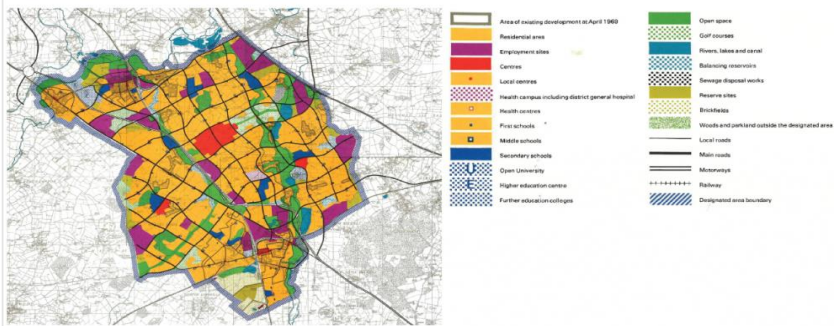 Area of existing development at April 1969
Residential area
Employment sites
Centres
Local centres
Health campus including district general hospital
Health centres
First schools
Middle schools
Secondary schools
U
Open University
E
Higher education centre
Further education colleges
Open space
Golf courses
Rivers, lakes and canal
Balancing reservoirs
Sewage disposal works
Reserve sites
Brickfields
Woods and parkland outside the designated area
Local roads
Main roads
Motorways
Railway
Designated area boundary